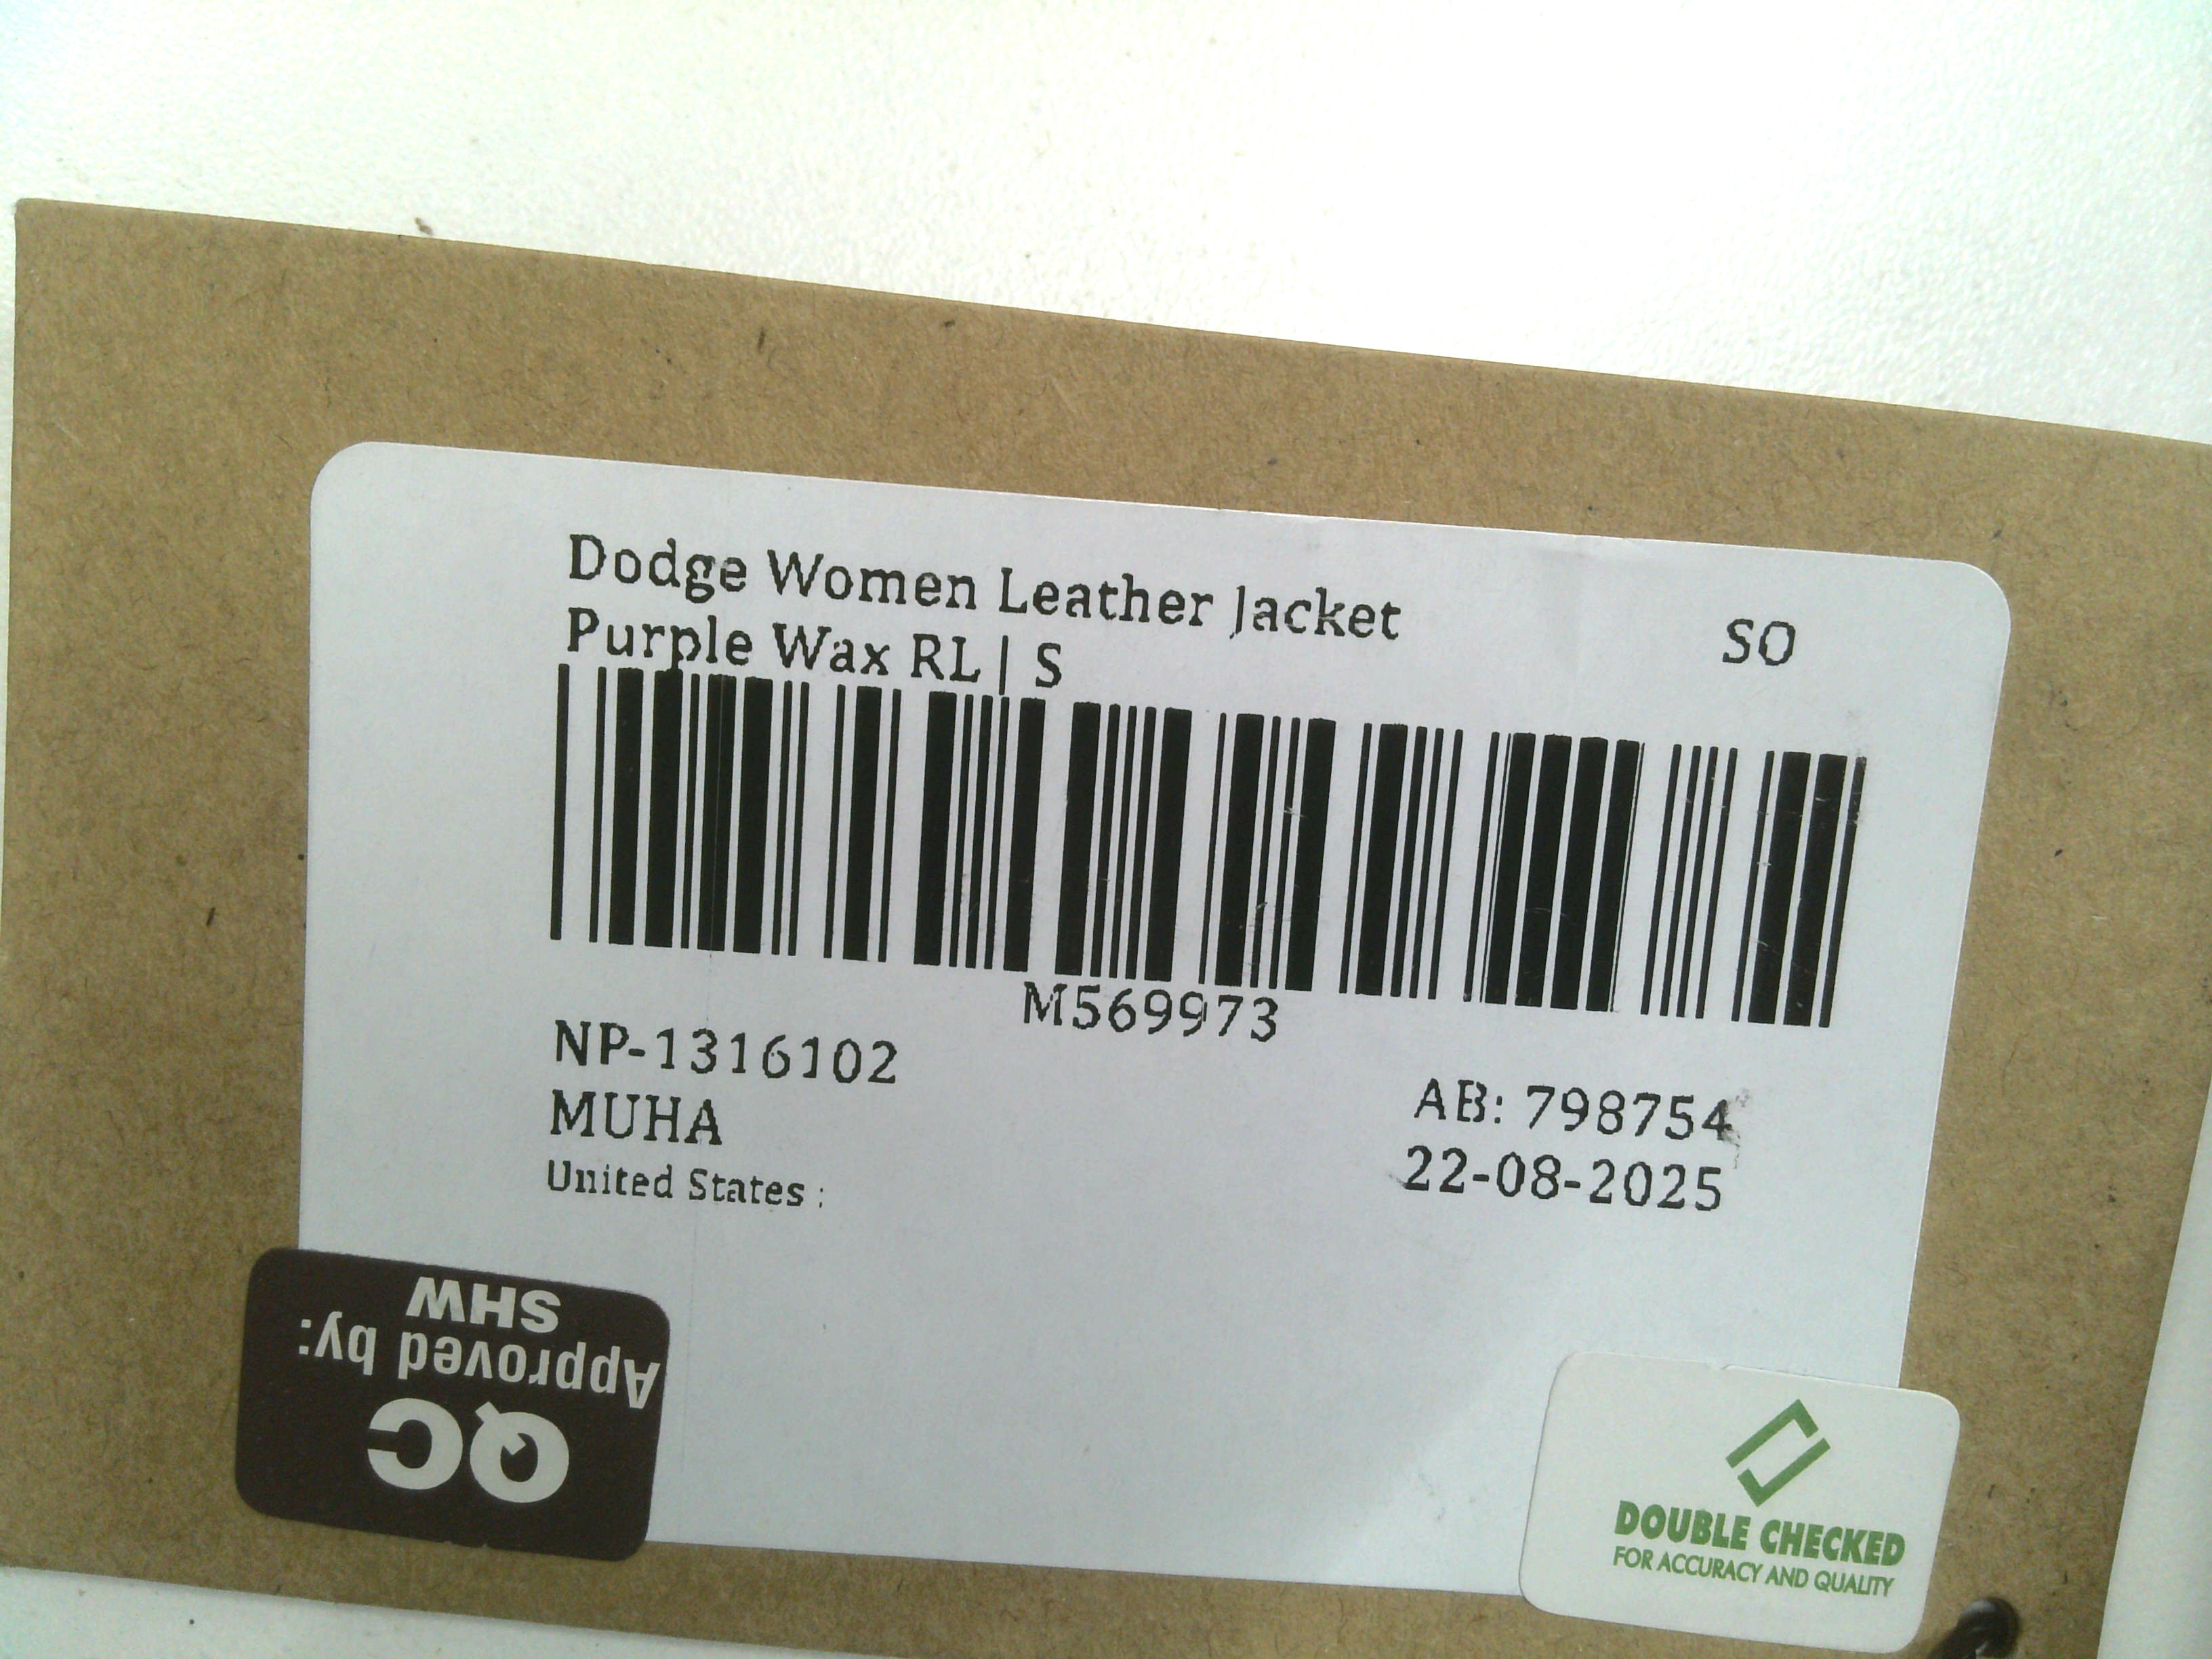 Dodge Women Leather Jacket
Purple Wax RL | S
SO
M569973
NP-1316102
MUHA
United States :
AB: 798754
22-08-2025
QC
Approved by:
SHW
DOUBLE CHECKED
FOR ACCURACY AND QUALITY